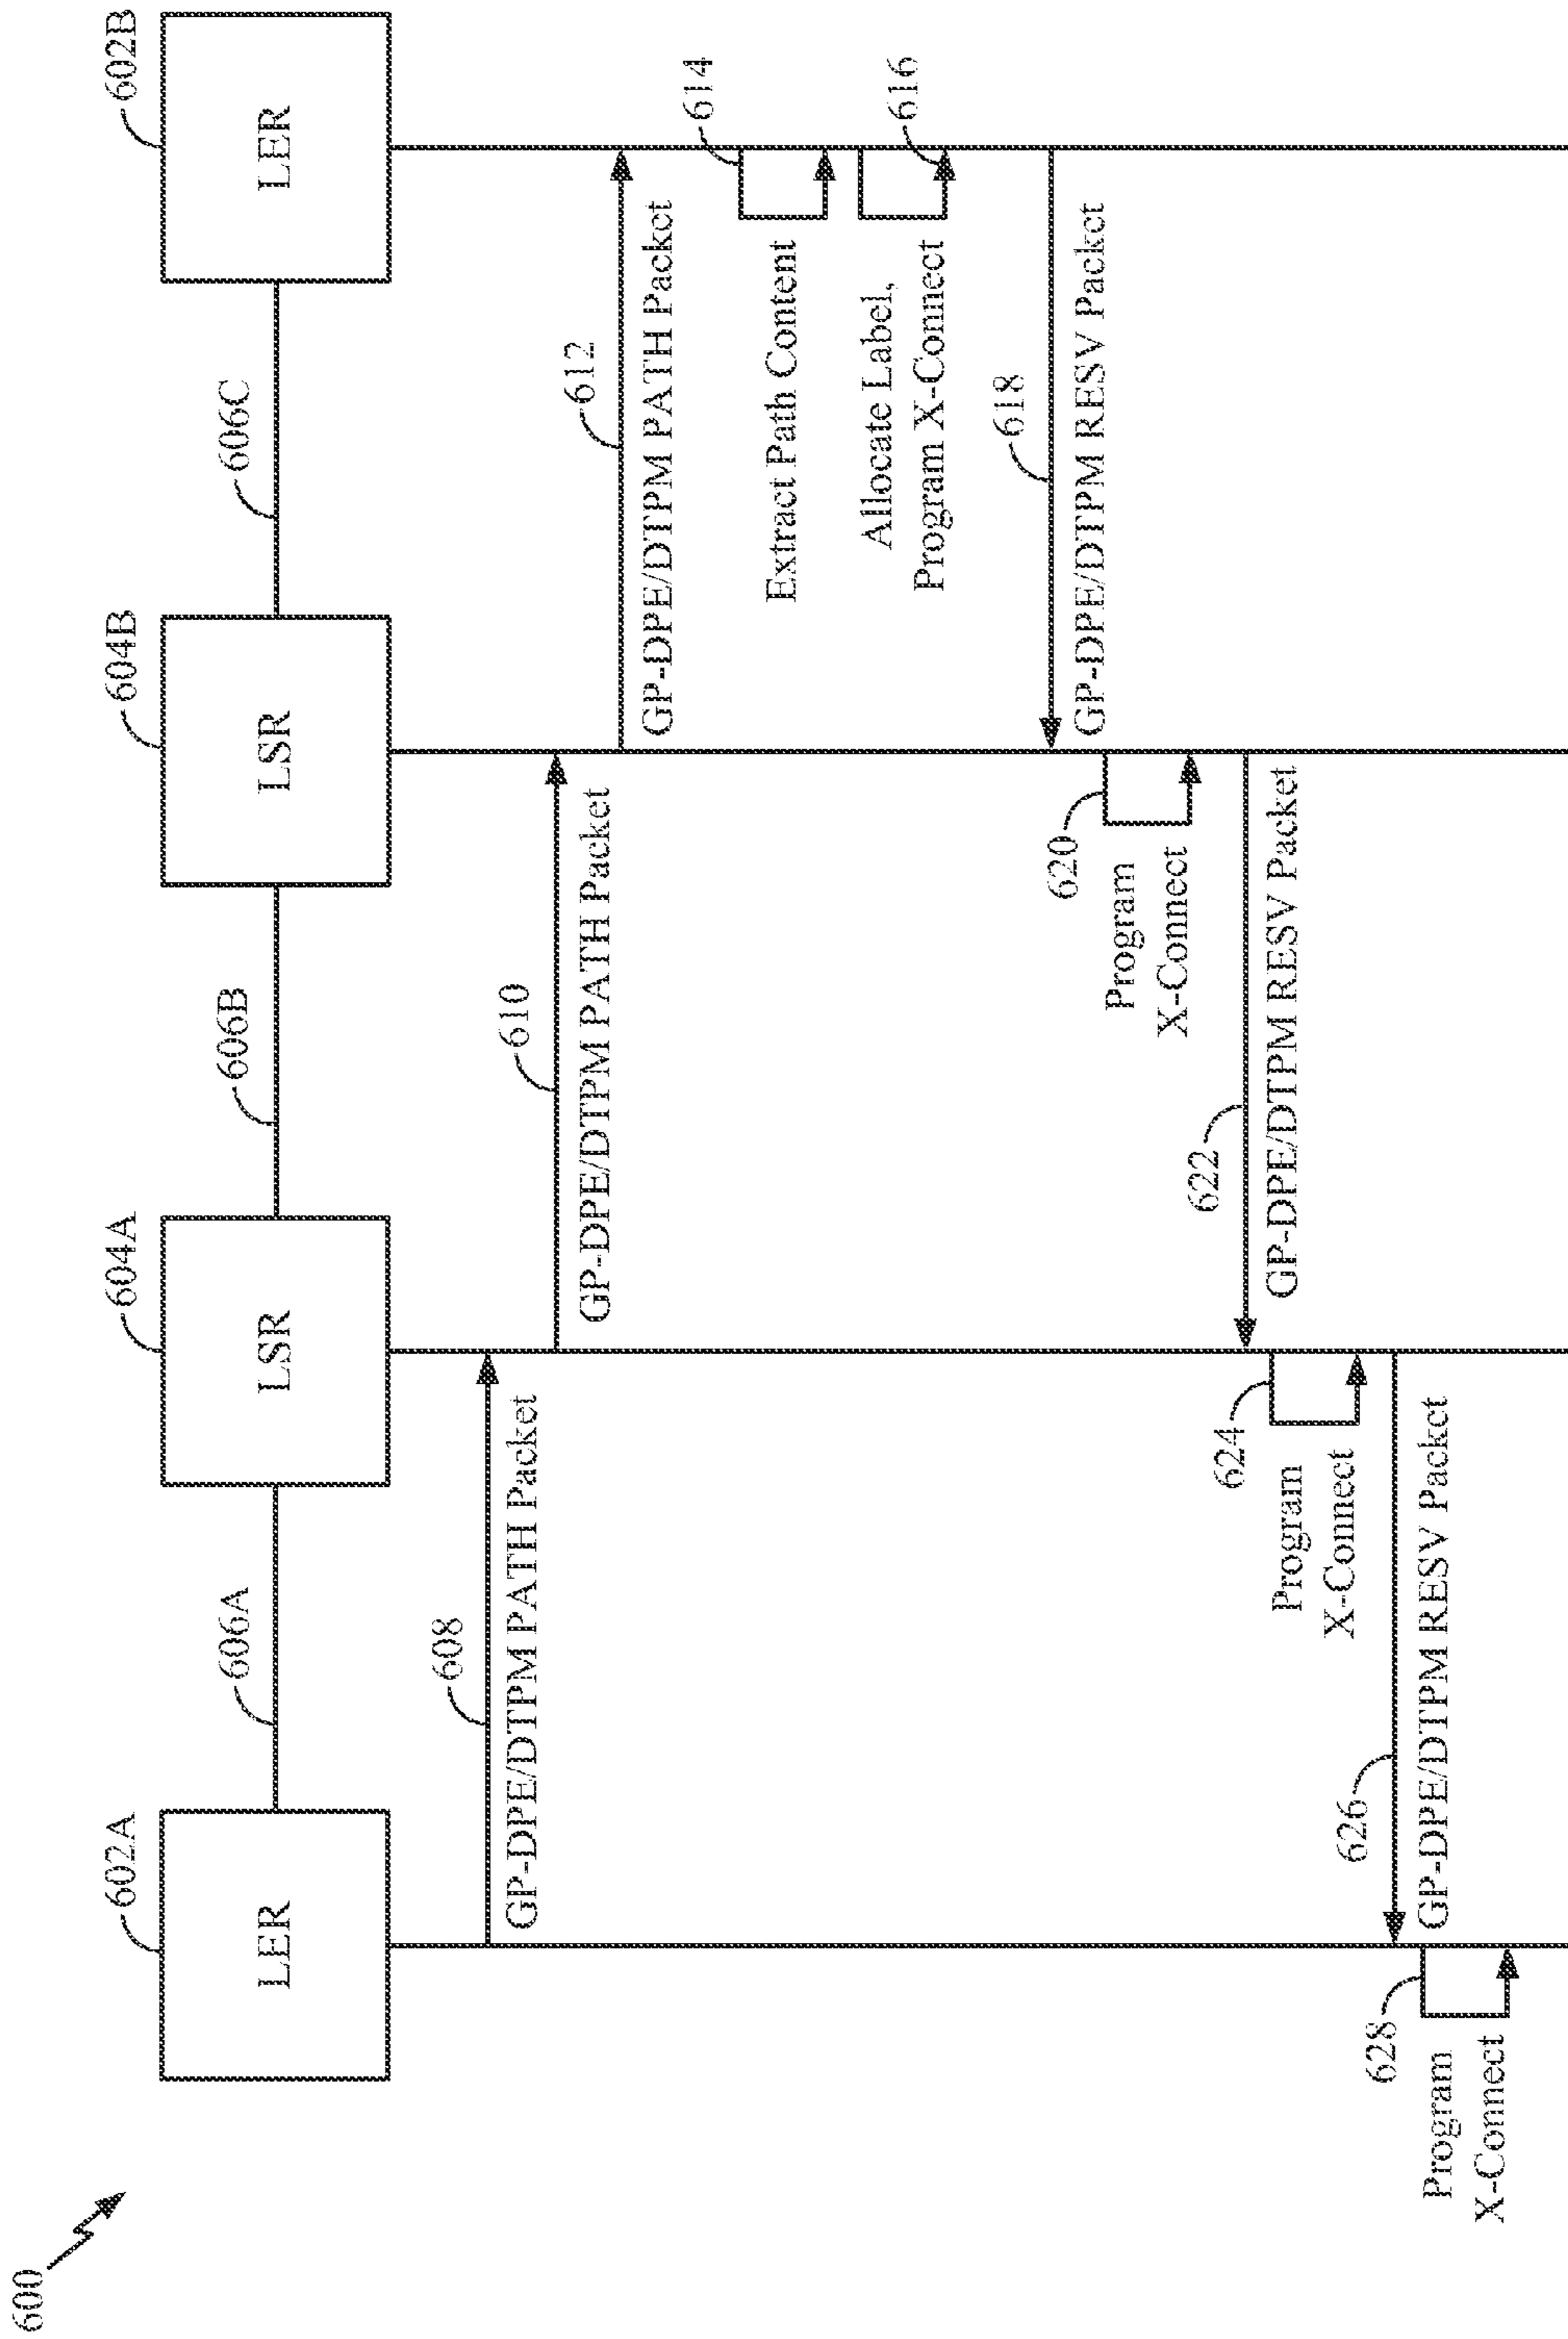 600
602A
LER
606A
604A
LSR
606B
604B
LSR
606C
602B
LER
608
GP-DPE/DTPM PATH Packet
610
GP-DPE/DTPM PATH Packet
612
GP-DPE/DTPM PATH Packet
614
Extract Path Content
616
Allocate Label,
Program X-Connect
618
GP-DPE/DTPM RESV Packet
620
Program
X-Connect
622
GP-DPE/DTPM RESV Packet
624
Program
X-Connect
626
GP-DPE/DTPM RESV Packet
628
Program
X-Connect